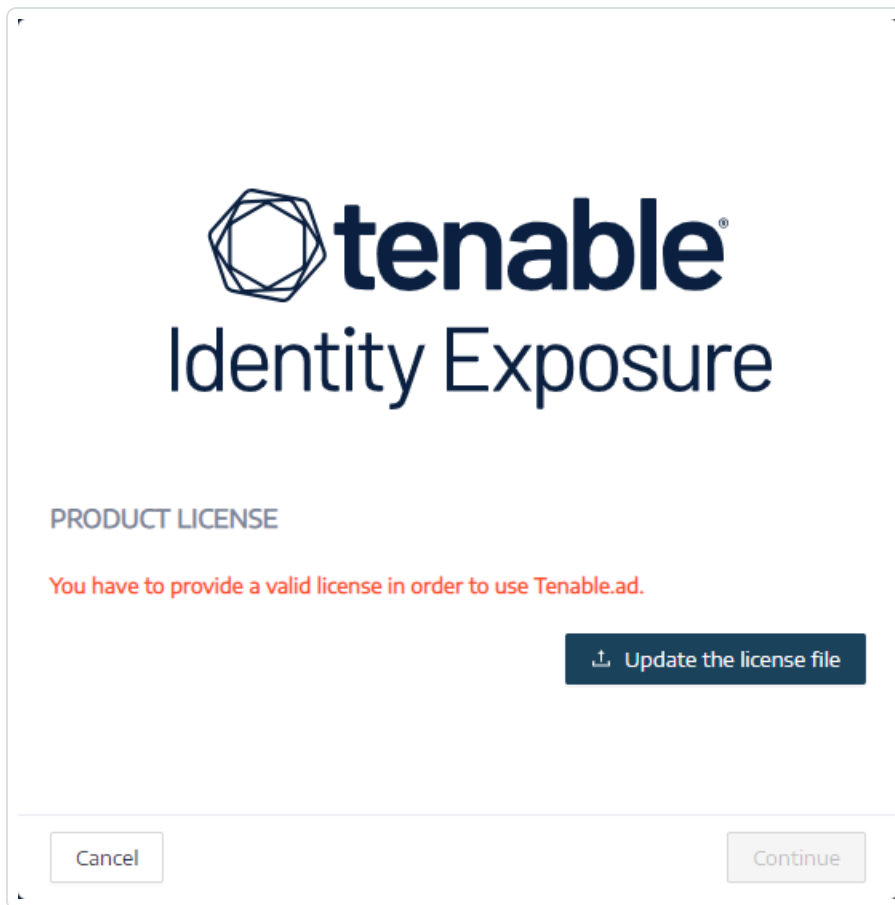 tenable®
Identity Exposure
PRODUCT LICENSE
You have to provide a valid license in order to use Tenable.ad.
Update the license file
Cancel
Continue